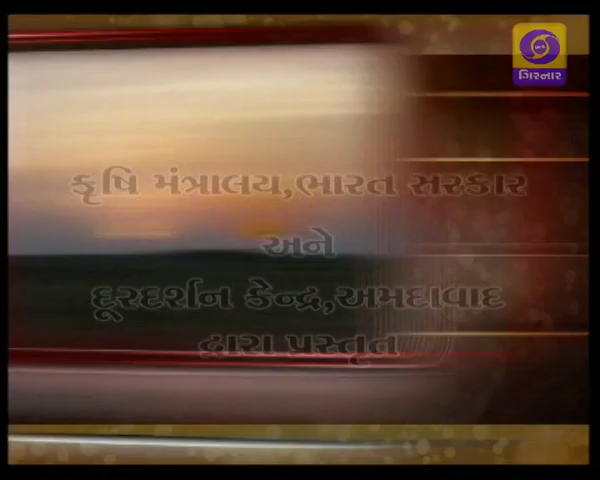 ગિરનાર
કૃષિ મંત્રાલય,ભારત સરકાર
અને
દૂરદર્શન કેન્દ્ર,અમદાવાદ
દ્વારા પ્રસ્તૃત